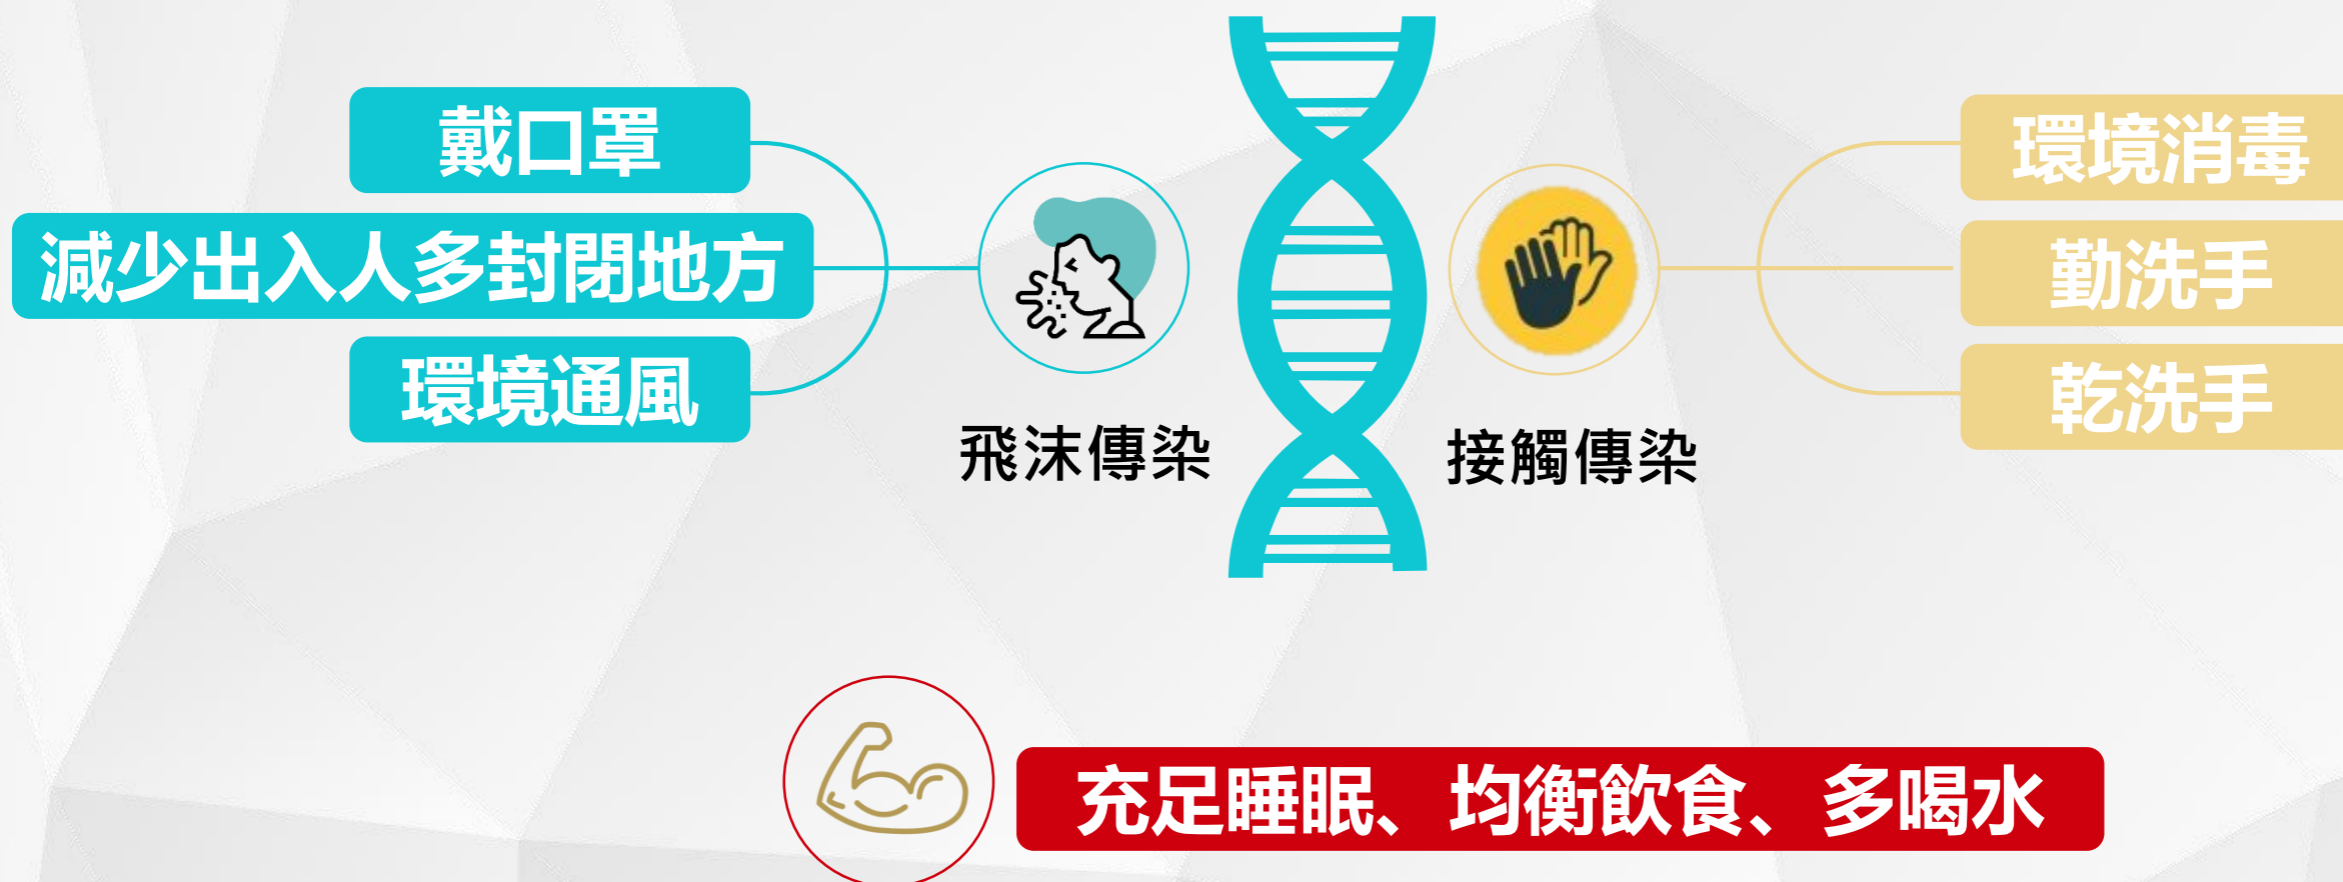 戴口罩
減少出入人多封閉地方
環境通風
飛沫傳染
環境消毒
勤洗手
乾洗手
接觸傳染
充足睡眠、均衡飲食、多喝水